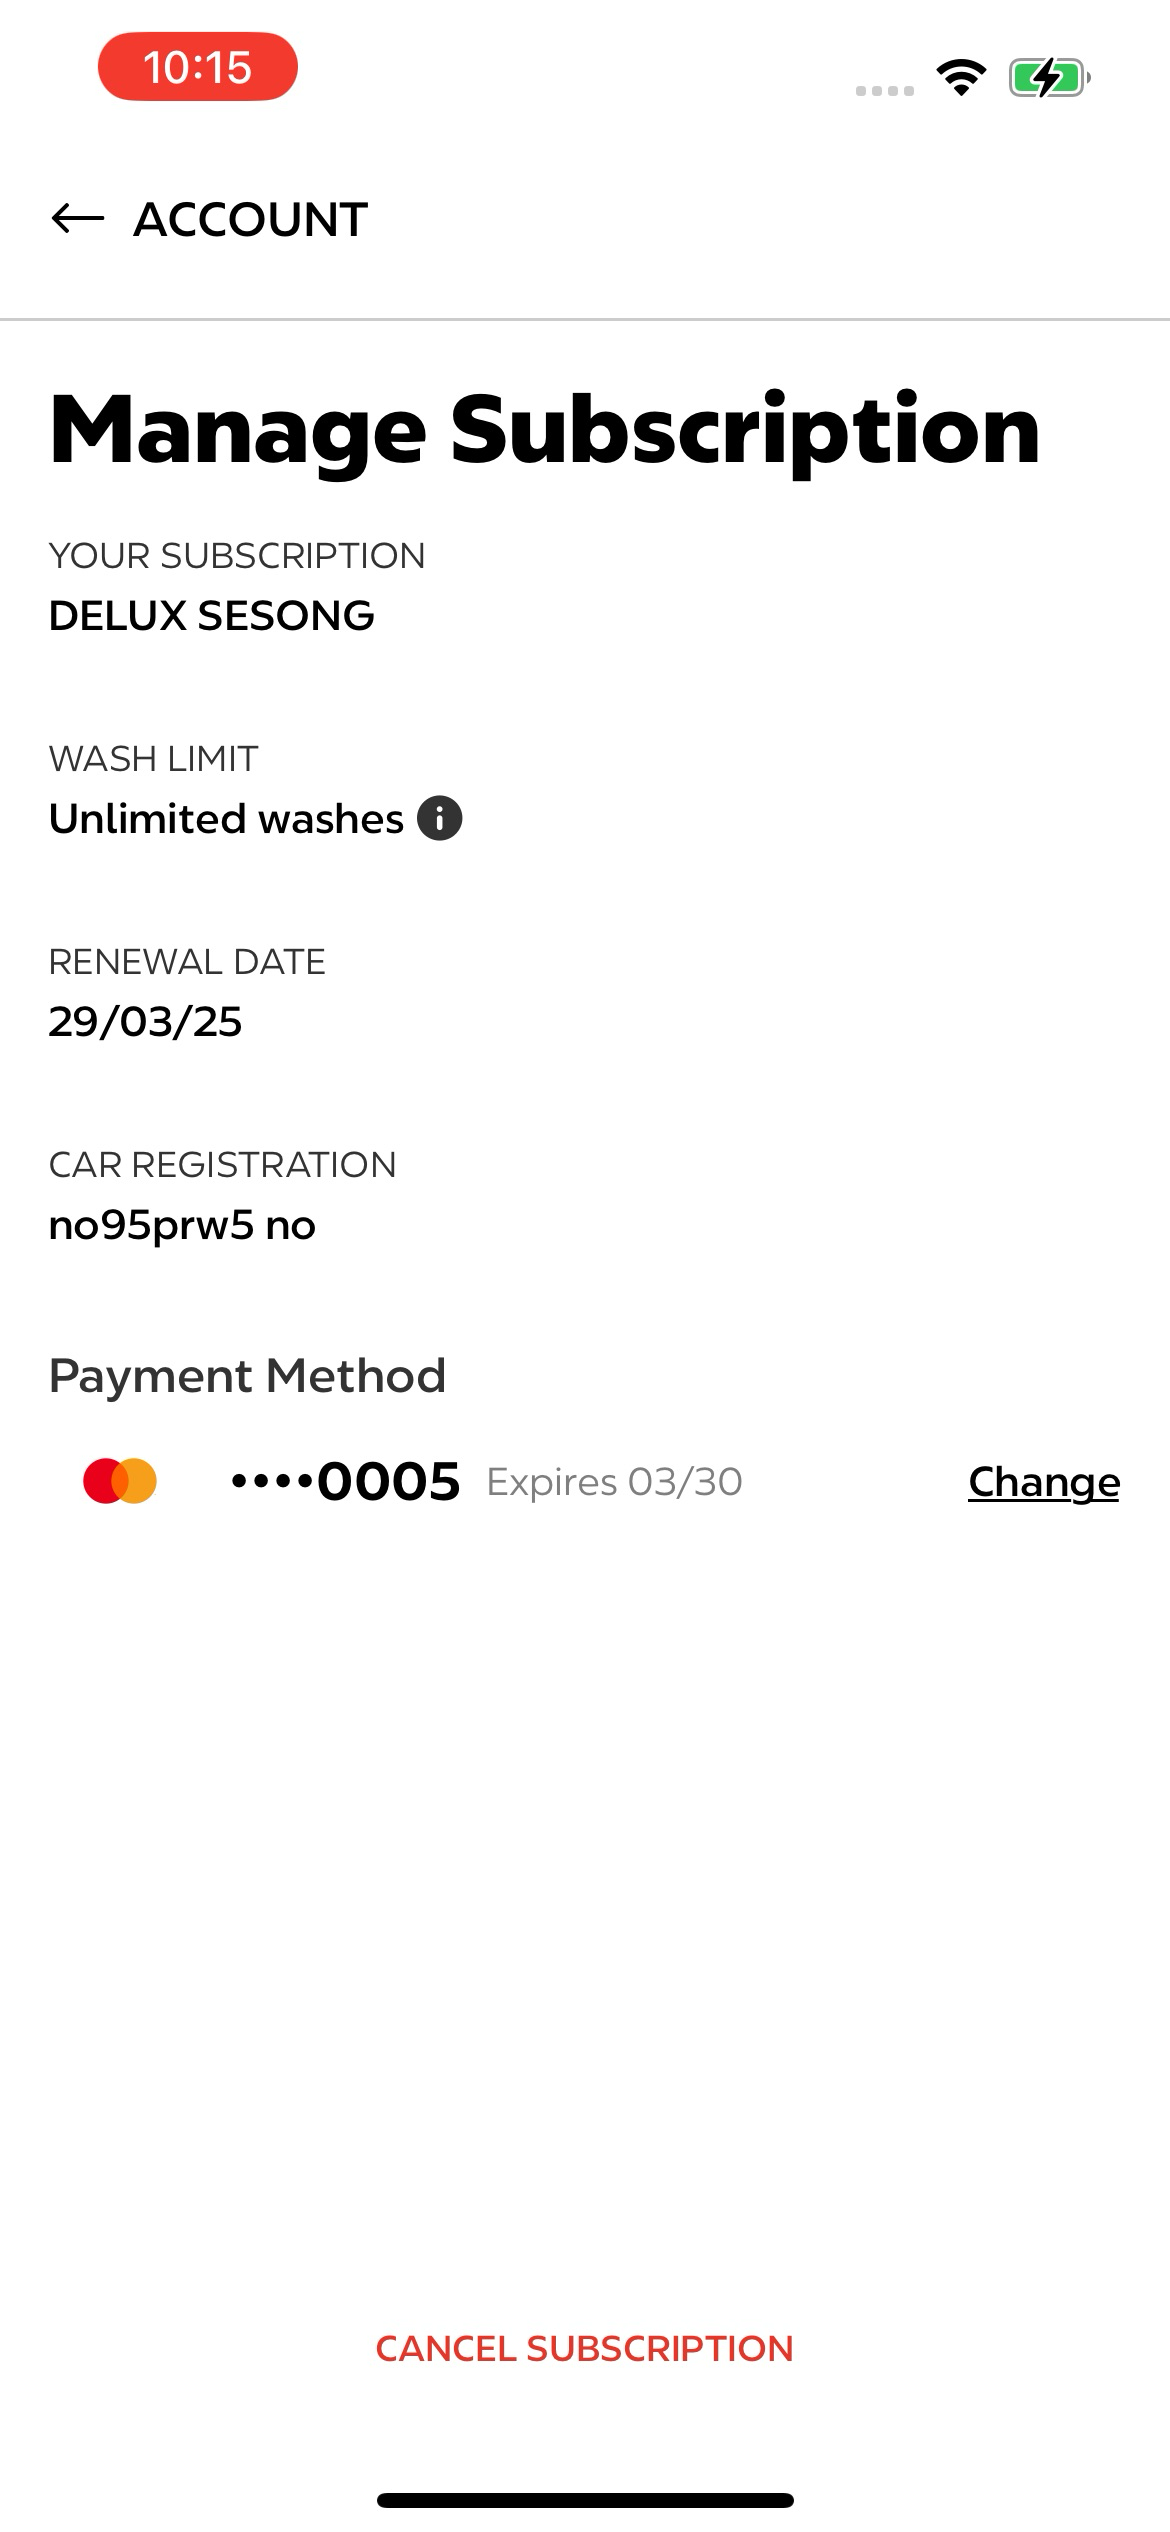 10:15
ACCOUNT
Manage Subscription
YOUR SUBSCRIPTION
DELUX SESONG
WASH LIMIT
Unlimited washes
RENEWAL DATE
29/03/25
CAR REGISTRATION
no95prw5 no
Payment Method
••••0005 Expires 03/30 Change
CANCEL SUBSCRIPTION